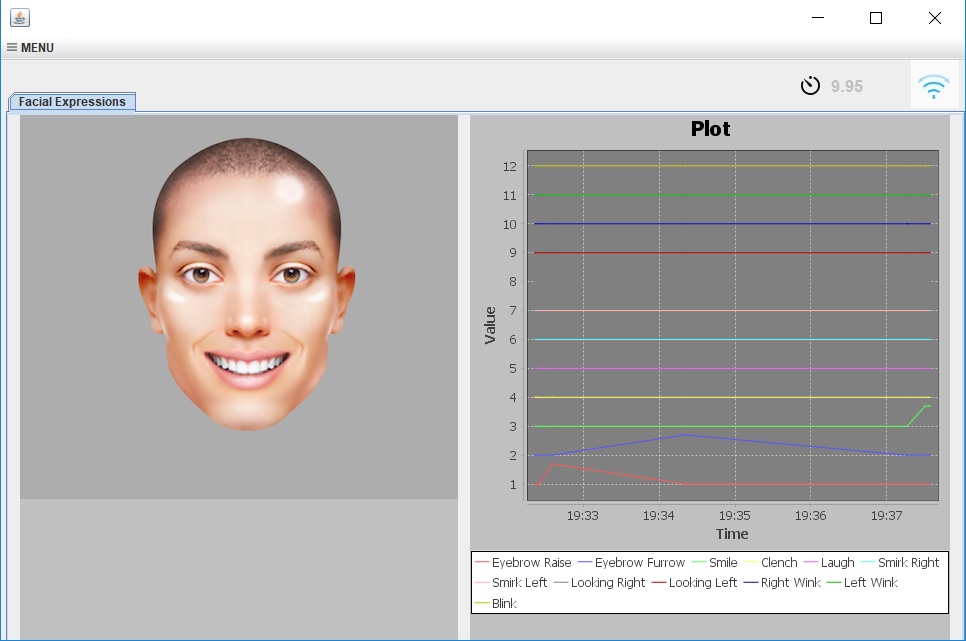 MENU
9.95
Facial Expressions
Plot
12
11
10
9
8
7
6
5
4
3
2
1
Value
19:33 19:34 19:35 19:36 19:37
Time
Eyebrow Raise Eyebrow Furrow Smile Clench Laugh Smirk Right
Smirk Left Looking Right Looking Left Right Wink Left Wink
Blink